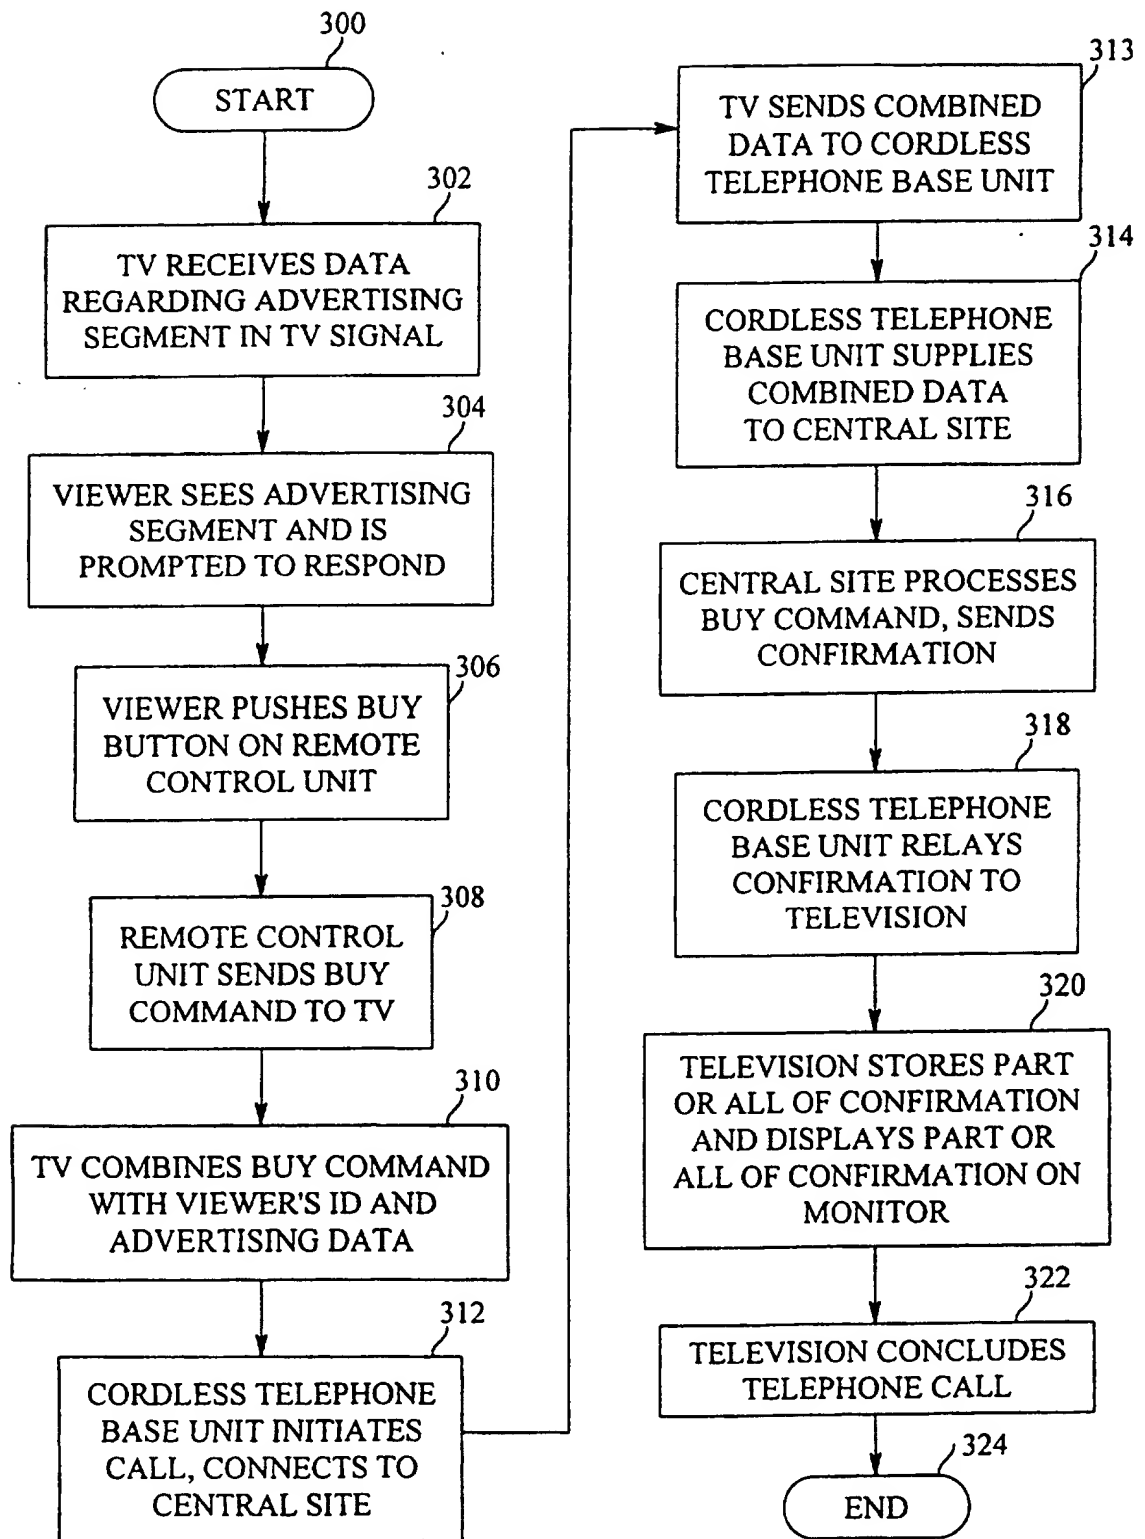 300
START
302
TV RECEIVES DATA
REGARDING ADVERTISING
SEGMENT IN TV SIGNAL
304
VIEWER SEES ADVERTISING
SEGMENT AND IS
PROMPTED TO RESPOND
306
VIEWER PUSHES BUY
BUTTON ON REMOTE
CONTROL UNIT
308
REMOTE CONTROL
UNIT SENDS BUY
COMMAND TO TV
310
TV COMBINES BUY COMMAND
WITH VIEWER'S ID AND
ADVERTISING DATA
312
CORDLESS TELEPHONE
BASE UNIT INITIATES
CALL, CONNECTS TO
CENTRAL SITE
313
TV SENDS COMBINED
DATA TO CORDLESS
TELEPHONE BASE UNIT
314
CORDLESS TELEPHONE
BASE UNIT SUPPLIES
COMBINED DATA
TO CENTRAL SITE
316
CENTRAL SITE PROCESSES
BUY COMMAND, SENDS
CONFIRMATION
318
CORDLESS TELEPHONE
BASE UNIT RELAYS
CONFIRMATION TO
TELEVISION
320
TELEVISION STORES PART
OR ALL OF CONFIRMATION
AND DISPLAYS PART OR
ALL OF CONFIRMATION ON
MONITOR
322
TELEVISION CONCLUDES
TELEPHONE CALL
324
END